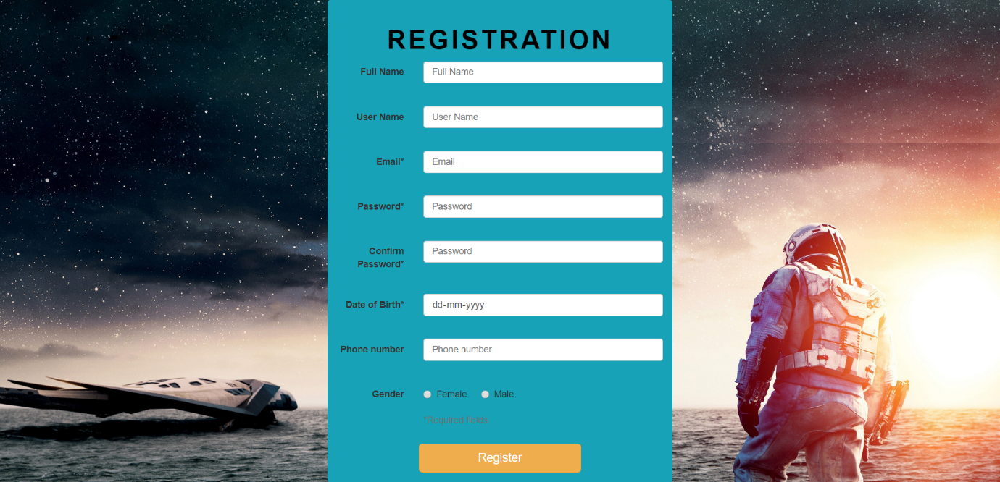 REGISTRATION
Full Name
Full Name
User Name
User Name
Email*
Email
Password*
Password
Confirm
Password*
Password
Date of Birth*
dd-mm-yyyy
Phone number
Phone number
Gender
Female
Male
*Required fields
Register